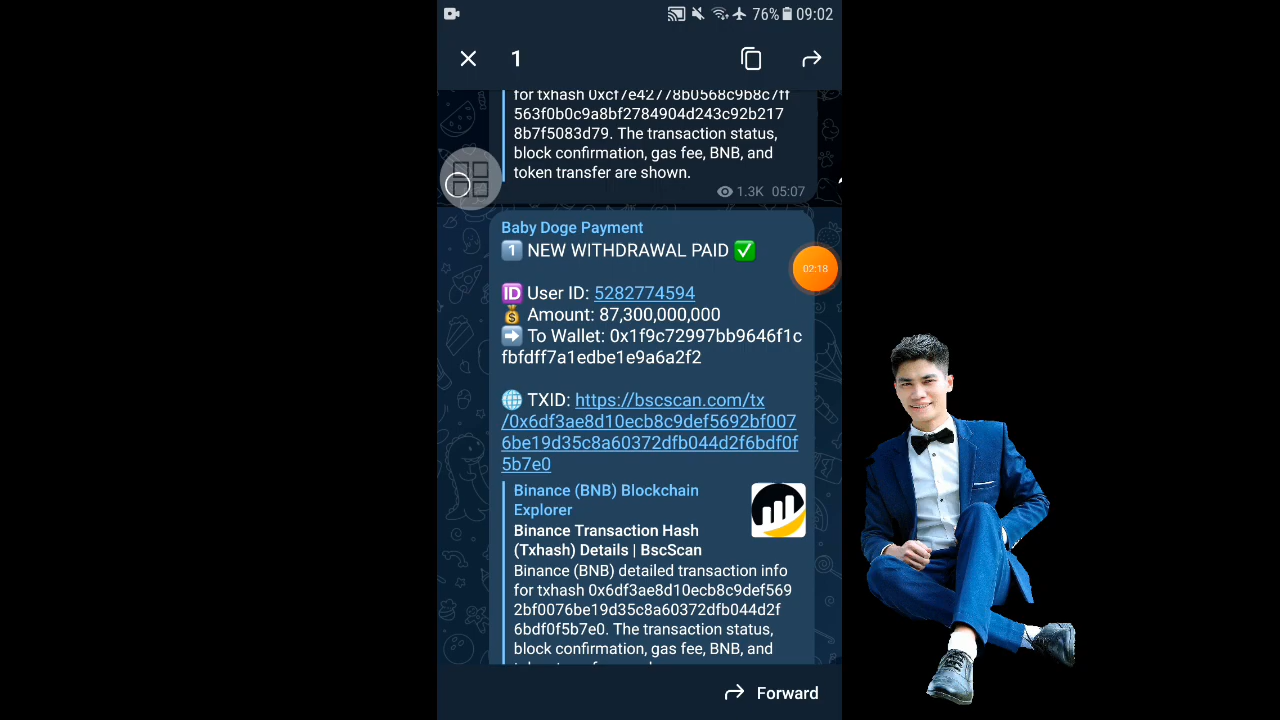 76% 09:02
1
for txhash 0xcf7e42778b0568c9b8c7ff
563f0b0c9a8bf2784904d243c92b217
8b7f5083d79. The transaction status,
block confirmation, gas fee, BNB, and
token transfer are shown.
1.3K 05:07
Baby Doge Payment
1️⃣ NEW WITHDRAWAL PAID ✅
02:18
🆔 User ID: 5282774594
💰 Amount: 87,300,000,000
➡️ To Wallet: 0x1f9c72997bb9646f1c
fbfdff7a1edbe1e9a6a2f2
🌐 TXID: https://bscscan.com/tx
/0x6df3ae8d10ecb8c9def5692bf007
6be19d35c8a60372dfb044d2f6bdf0f
5b7e0
Binance (BNB) Blockchain
Explorer
Binance Transaction Hash
(Txhash) Details | BscScan
Binance (BNB) detailed transaction info
for txhash 0x6df3ae8d10ecb8c9def569
2bf0076be19d35c8a60372dfb044d2f
6bdf0f5b7e0. The transaction status,
block confirmation, gas fee, BNB, and
Forward